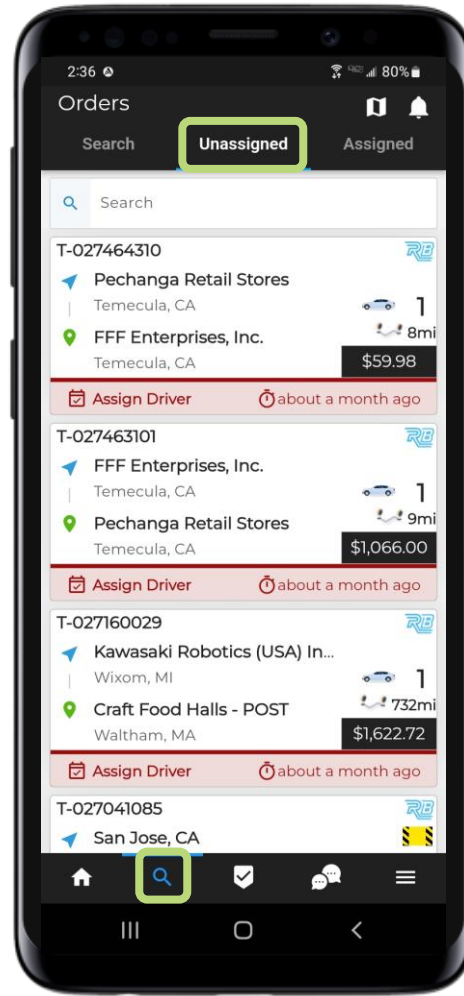 2:36 80%
Orders
Search Unassigned Assigned
Search
T-027464310 RB
Pechanga Retail Stores
Temecula, CA 1
FFF Enterprises, Inc. 8mi
Temecula, CA $59.98
Assign Driver about a month ago
T-027463101 RB
FFF Enterprises, Inc.
Temecula, CA 1
Pechanga Retail Stores 9mi
Temecula, CA $1,066.00
Assign Driver about a month ago
T-027160029 RB
Kawasaki Robotics (USA) In...
Wixom, MI 1
Craft Food Halls - POST 732mi
Waltham, MA $1,622.72
Assign Driver about a month ago
T-027041085 RB
San Jose, CA